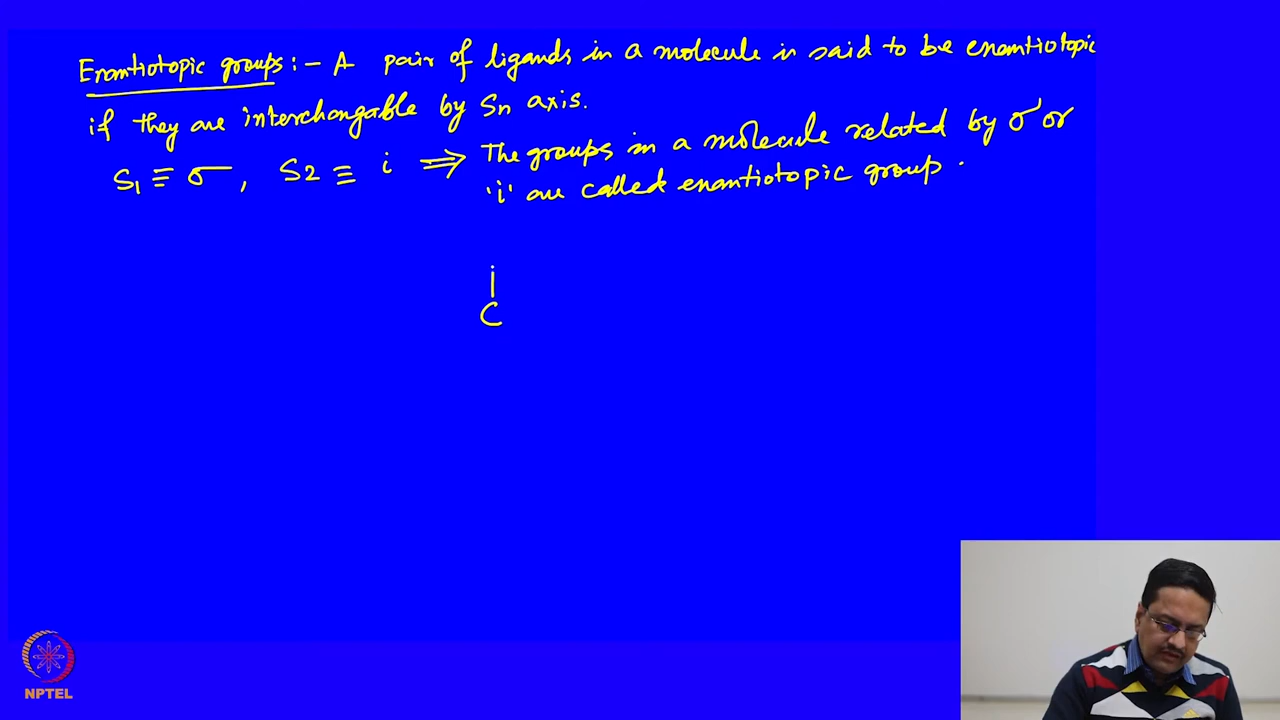 Enantiotopic groups:- A pair of ligands in a molecule is said to be enantiopic
if they are interchangable by Sn axis.
S1 ≡ σ, S2 ≡ i ⇒ The groups in a molecule related by σ or
'i' are called enantiotopic group.
C
NPTEL